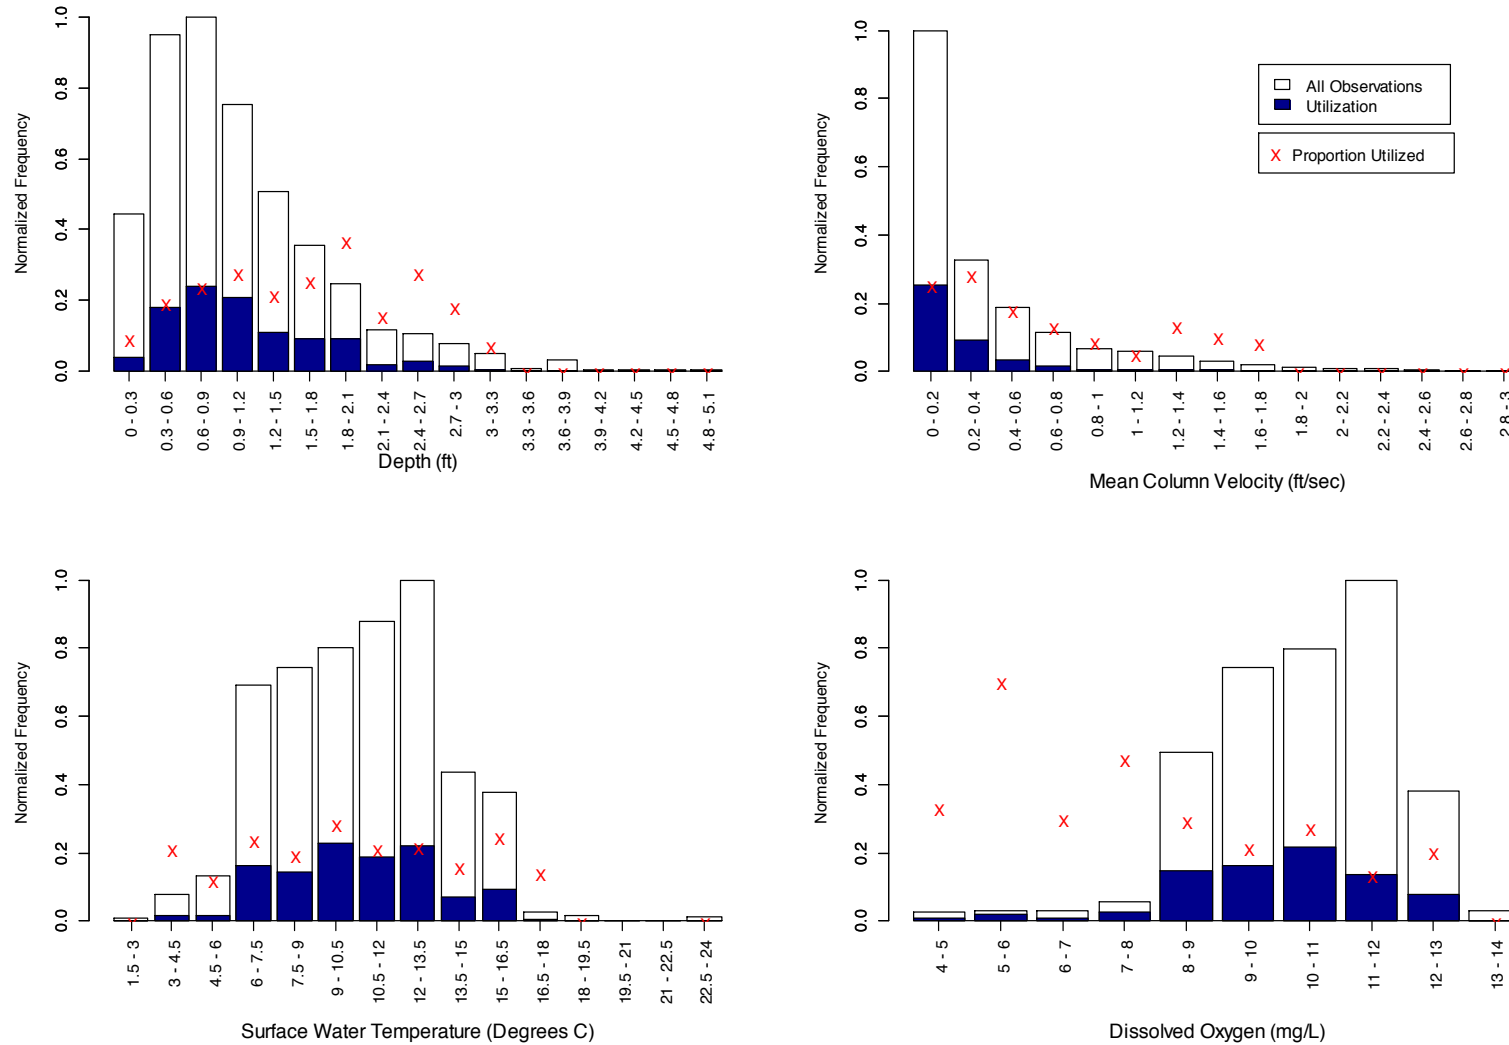 Normalized Frequency
0.0 0.2 0.4 0.6 0.8 1.0
0 - 0.3
0.3 - 0.6
0.6 - 0.9
0.9 - 1.2
1.2 - 1.5
1.5 - 1.8
1.8 - 2.1
2.1 - 2.4
2.4 - 2.7
2.7 - 3
3 - 3.3
3.3 - 3.6
3.6 - 3.9
3.9 - 4.2
4.2 - 4.5
4.5 - 4.8
4.8 - 5.1
Depth (ft)
Normalized Frequency
0.0 0.2 0.4 0.6 0.8 1.0
All Observations
Utilization
X Proportion Utilized
0 - 0.2
0.2 - 0.4
0.4 - 0.6
0.6 - 0.8
0.8 - 1
1 - 1.2
1.2 - 1.4
1.4 - 1.6
1.6 - 1.8
1.8 - 2
2 - 2.2
2.2 - 2.4
2.4 - 2.6
2.6 - 2.8
2.8 - 3
Mean Column Velocity (ft/sec)
Normalized Frequency
0.0 0.2 0.4 0.6 0.8 1.0
1.5 - 3
3 - 4.5
4.5 - 6
6 - 7.5
7.5 - 9
9 - 10.5
10.5 - 12
12 - 13.5
13.5 - 15
15 - 16.5
16.5 - 18
18 - 19.5
19.5 - 21
21 - 22.5
22.5 - 24
Surface Water Temperature (Degrees C)
Normalized Frequency
0.0 0.2 0.4 0.6 0.8 1.0
4 - 5
5 - 6
6 - 7
7 - 8
8 - 9
9 - 10
10 - 11
11 - 12
12 - 13
13 - 14
Dissolved Oxygen (mg/L)